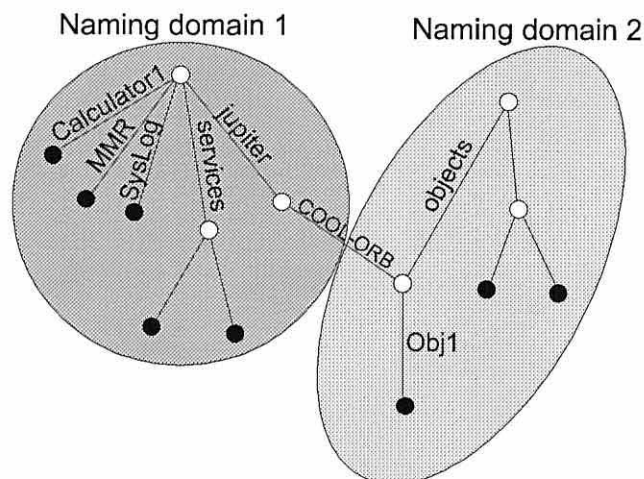 Naming domain 1
Naming domain 2
Calculator1
MMR
SysLog
services
jupiter
COOL-ORB
objects
Obj1